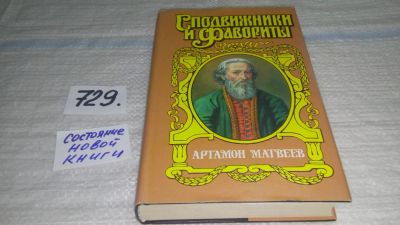 729.
СОСТОЯНИЕ
НОВОЙ
КНИГИ
Сподвижники
и Фавориты
АРТАМОН МАТВЕЕВ